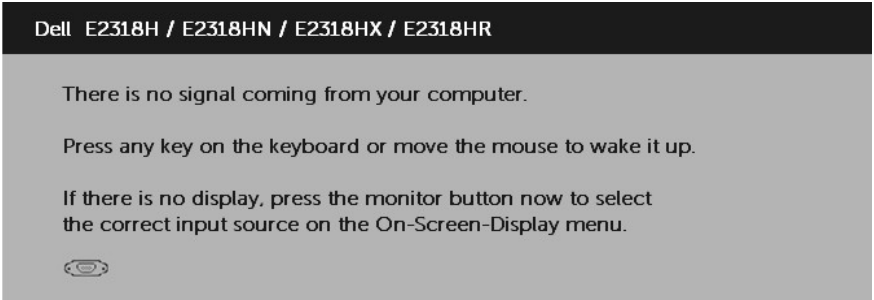 Dell E2318H / E2318HN / E2318HX / E2318HR
There is no signal coming from your computer.
Press any key on the keyboard or move the mouse to wake it up.
If there is no display, press the monitor button now to select
the correct input source on the On-Screen-Display menu.